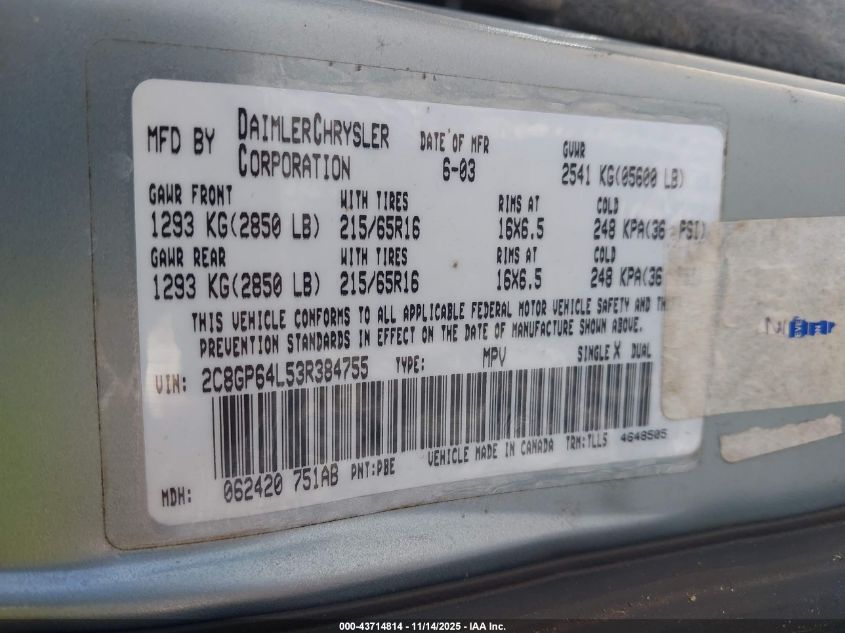 MFD BY DAIMLERCHRYSLER CORPORATION DATE OF MFR 6-03 GVWR 2541 KG(05600 LB)
GAWR FRONT WITH TIRES RIMS AT COLD
1293 KG(2850 LB) 215/65R16 16X6.5 248 KPA(36 PSI)
GAWR REAR WITH TIRES RIMS AT COLD
1293 KG(2850 LB) 215/65R16 16X6.5 248 KPA(36
THIS VEHICLE CONFORMS TO ALL APPLICABLE FEDERAL MOTOR VEHICLE SAFETY AND TH
PREVENTION STANDARDS IN EFFECT ON THE DATE OF MANUFACTURE SHOWN ABOVE.
VIN: 2C8GP64L53R384755 TYPE: MPV SINGLE X DUAL
MDH: 062420 751AB PNT:PBE VEHICLE MADE IN CANADA TRM:TLL5 4648505
000-43714814 - 11/14/2025 - IAA Inc.